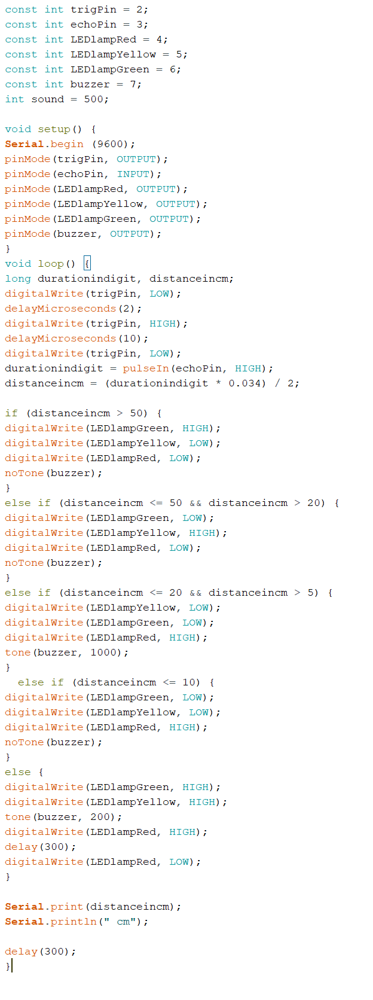 const int trigPin = 2;
const int echoPin = 3;
const int LEDlampRed = 4;
const int LEDlampYellow = 5;
const int LEDlampGreen = 6;
const int buzzer = 7;
int sound = 500;

void setup() {
Serial.begin (9600);
pinMode(trigPin, OUTPUT);
pinMode(echoPin, INPUT);
pinMode(LEDlampRed, OUTPUT);
pinMode(LEDlampYellow, OUTPUT);
pinMode(LEDlampGreen, OUTPUT);
pinMode(buzzer, OUTPUT);
}
void loop() {
long durationindigit, distanceincm;
digitalWrite(trigPin, LOW);
delayMicroseconds(2);
digitalWrite(trigPin, HIGH);
delayMicroseconds(10);
digitalWrite(trigPin, LOW);
durationindigit = pulseIn(echoPin, HIGH);
distanceincm = (durationindigit * 0.034) / 2;

if (distanceincm > 50) {
digitalWrite(LEDlampGreen, HIGH);
digitalWrite(LEDlampYellow, LOW);
digitalWrite(LEDlampRed, LOW);
noTone(buzzer);
}
else if (distanceincm <= 50 && distanceincm > 20) {
digitalWrite(LEDlampGreen, LOW);
digitalWrite(LEDlampYellow, HIGH);
digitalWrite(LEDlampRed, LOW);
noTone(buzzer);
}
else if (distanceincm <= 20 && distanceincm > 5) {
digitalWrite(LEDlampYellow, LOW);
digitalWrite(LEDlampGreen, LOW);
digitalWrite(LEDlampRed, HIGH);
tone(buzzer, 1000);
}
  else if (distanceincm <= 10) {
digitalWrite(LEDlampGreen, LOW);
digitalWrite(LEDlampYellow, LOW);
digitalWrite(LEDlampRed, HIGH);
noTone(buzzer);
}
else {
digitalWrite(LEDlampGreen, HIGH);
digitalWrite(LEDlampYellow, HIGH);
tone(buzzer, 200);
digitalWrite(LEDlampRed, HIGH);
delay(300);
digitalWrite(LEDlampRed, LOW);
}

Serial.print(distanceincm);
Serial.println(" cm");

delay(300);
}